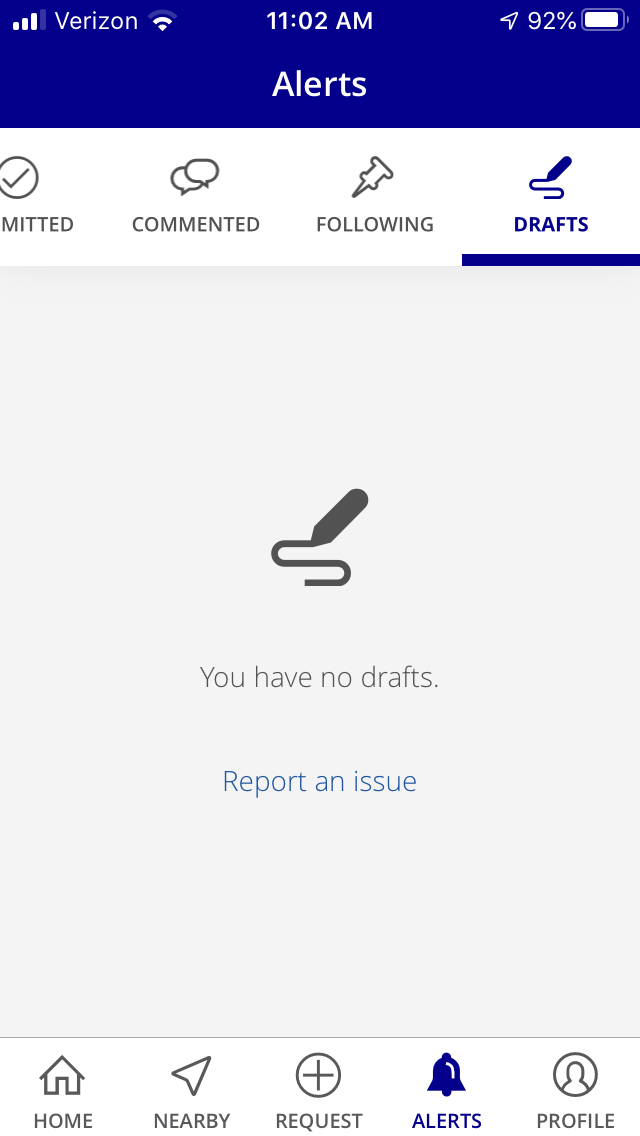 Verizon 11:02 AM 92%
Alerts
MITTED COMMENTED FOLLOWING DRAFTS
You have no drafts.
Report an issue
HOME NEARBY REQUEST ALERTS PROFILE